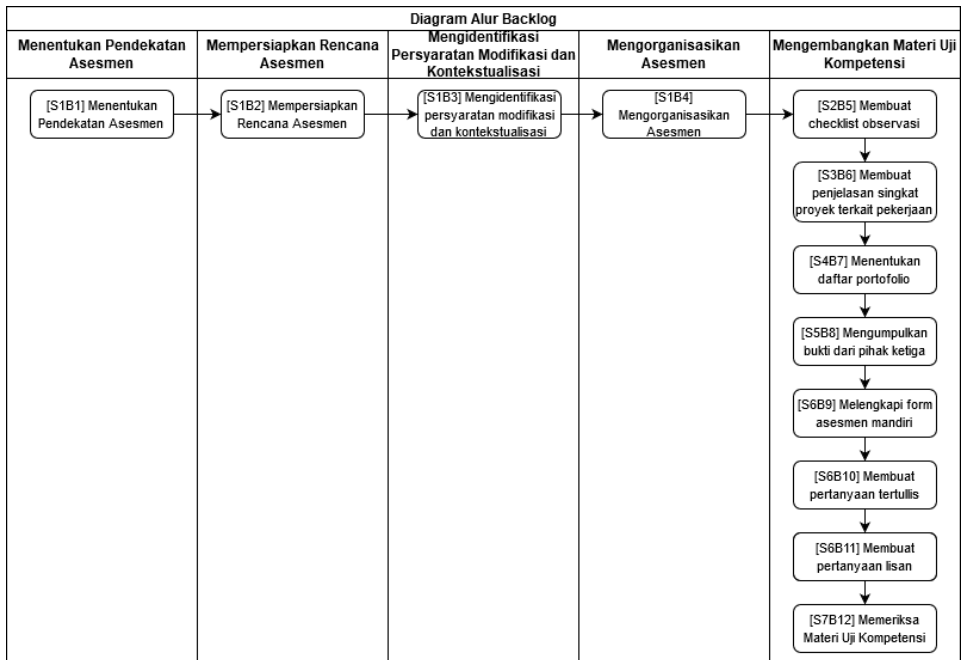 Diagram Alur Backlog
Menentukan Pendekatan
Asesmen
Mempersiapkan Rencana
Asesmen
Mengidentifikasi
Persyaratan Modifikasi dan
Kontekstualisasi
Mengorganisasikan
Asesmen
Mengembangkan Materi Uji
Kompetensi
[S1B1] Menentukan
Pendekatan Asesmen
[S1B2] Mempersiapkan
Rencana Asesmen
[S1B3] Mengidentifikasi
persyaratan modifikasi
dan kontekstualisasi
[S1B4]
Mengorganisasikan
Asesmen
[S2B5] Membuat
checklist observasi
[S3B6] Membuat
penjelasan singkat
proyek terkait pekerjaan
[S4B7] Menentukan
daftar portofolio
[S5B8] Mengumpulkan
bukti dari pihak ketiga
[S6B9] Melengkapi form
asesmen mandiri
[S6B10] Membuat
pertanyaan tertullis
[S6B11] Membuat
pertanyaan lisan
[S7B12] Memeriksa
Materi Uji Kompetensi